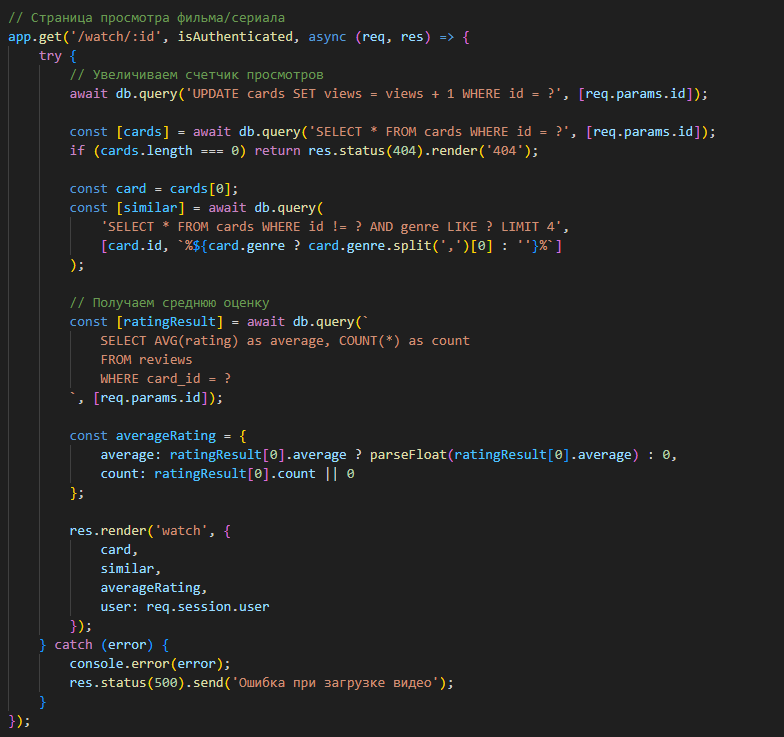 // Страница просмотра фильма/сериала
app.get('/watch/:id', isAuthenticated, async (req, res) => {
    try {
        // Увеличиваем счетчик просмотров
        await db.query('UPDATE cards SET views = views + 1 WHERE id = ?', [req.params.id]);

        const [cards] = await db.query('SELECT * FROM cards WHERE id = ?', [req.params.id]);
        if (cards.length === 0) return res.status(404).render('404');

        const card = cards[0];
        const [similar] = await db.query(
            'SELECT * FROM cards WHERE id != ? AND genre LIKE ? LIMIT 4',
            [card.id, `%${card.genre ? card.genre.split(',')[0] : ''}%`]
        );

        // Получаем среднюю оценку
        const [ratingResult] = await db.query(`
            SELECT AVG(rating) as average, COUNT(*) as count
            FROM reviews
            WHERE card_id = ?
        `, [req.params.id]);

        const averageRating = {
            average: ratingResult[0].average ? parseFloat(ratingResult[0].average) : 0,
            count: ratingResult[0].count || 0
        };

        res.render('watch', {
            card,
            similar,
            averageRating,
            user: req.session.user
        });
    } catch (error) {
        console.error(error);
        res.status(500).send('Ошибка при загрузке видео');
    }
});